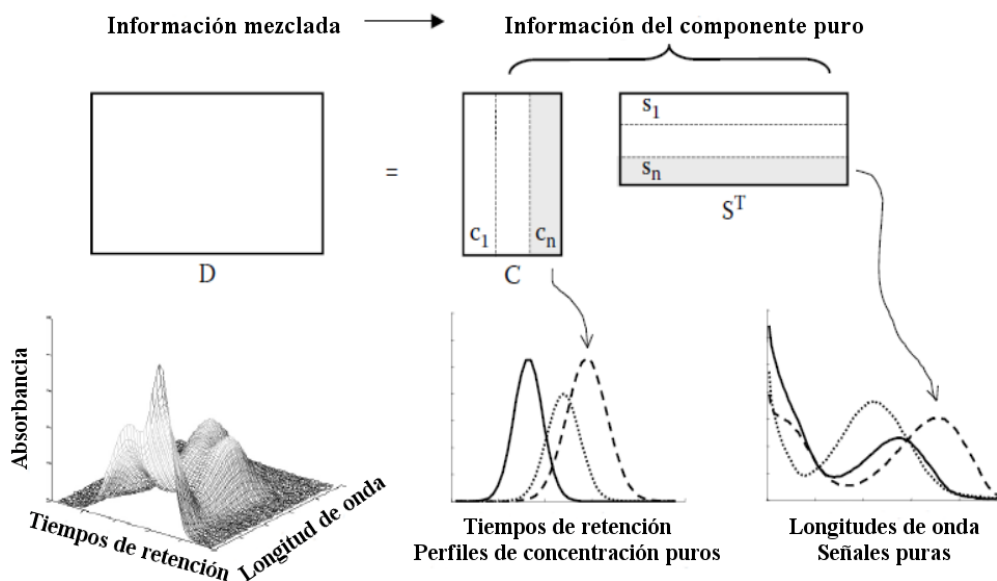 Información mezclada
Información del componente puro
D
=
c₁
cₙ
C
s₁
sₙ
Sᵀ
Absorbancia
Tiempos de retención
Longitud de onda
Tiempos de retención
Perfiles de concentración puros
Longitudes de onda
Señales puras